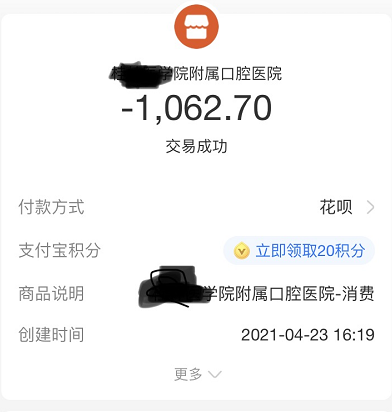 学院附属口腔医院
-1,062.70
交易成功
付款方式 花呗
支付宝积分 立即领取20积分
商品说明 学院附属口腔医院-消费
创建时间 2021-04-23 16:19
更多